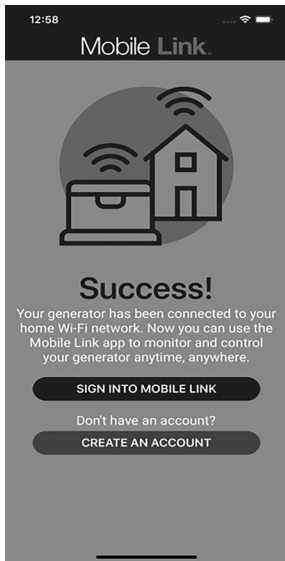 12:58
Mobile Link™
Success!
Your generator has been connected to your
home Wi-Fi network. Now you can use the
Mobile Link app to monitor and control
your generator anytime, anywhere.
SIGN INTO MOBILE LINK
Don't have an account?
CREATE AN ACCOUNT